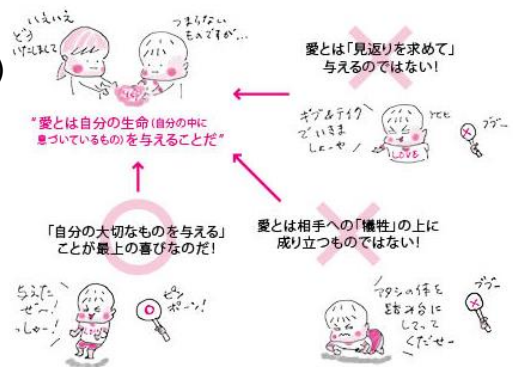 いえいえ
どう
いたしまして
つまらない
ものですが…
"愛とは自分の生命(自分の中に
息づいているもの)を与えることだ"
愛とは「見返りを求めて」
与えるのではない!
ギブ&テイク
でいきま
しょーや
LOVE
ブブー
「自分の大切なものを与える」
ことが最上の喜びなのだ!
与えた
ぜ〜!
っしゃー!
ピン
ポーン!
愛とは相手への「犠牲」の上に
成り立つものではない!
アタシの体を
踏み台に
してって
くだせー
ブブー